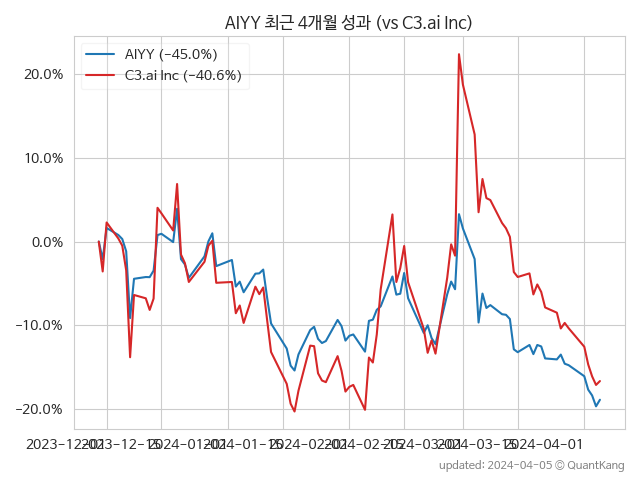 AIYY 최근 4개월 성과 (vs C3.ai Inc)
AIYY (−45.0%)
C3.ai Inc (−40.6%)
20.0%
10.0%
0.0%
−10.0%
−20.0%
2023-12-01 2023-12-15 2024-01-01 2024-01-15 2024-02-01 2024-02-15 2024-03-01 2024-03-15 2024-04-01
updated: 2024-04-05 © QuantKang